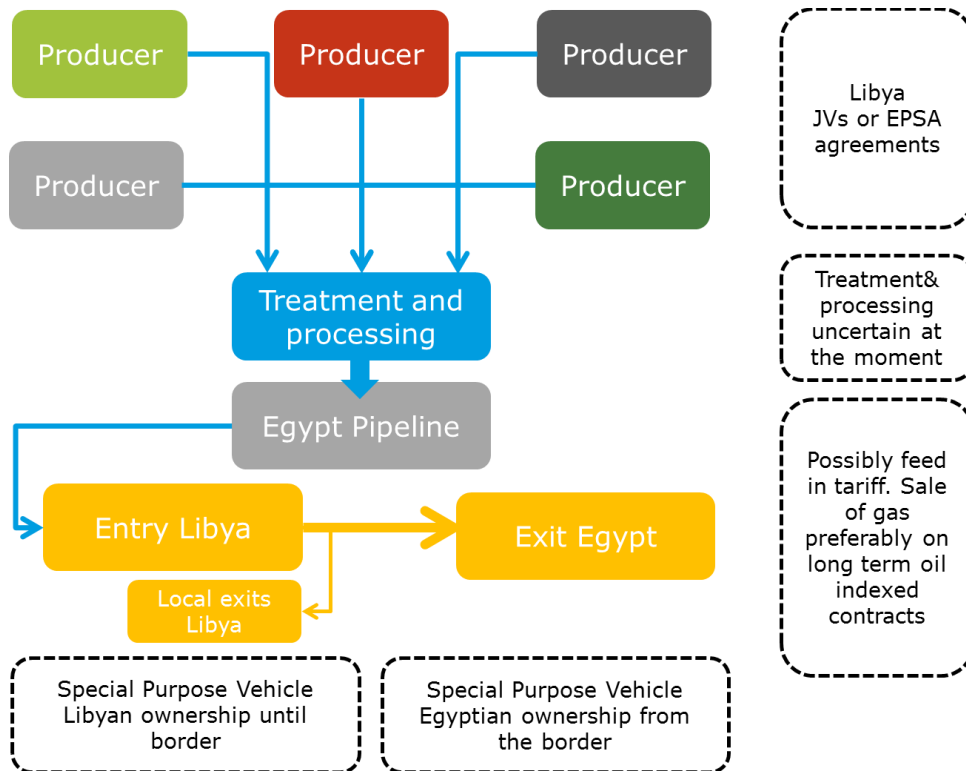 Producer
Producer
Producer
Libya
JVs or EPSA
agreements
Producer
Producer
Treatment and
processing
Treatment&
processing
uncertain at
the moment
Egypt Pipeline
Possibly feed
in tariff. Sale
of gas
preferably on
long term oil
indexed
contracts
Entry Libya
Exit Egypt
Local exits
Libya
Special Purpose Vehicle
Libyan ownership until
border
Special Purpose Vehicle
Egyptian ownership from
the border